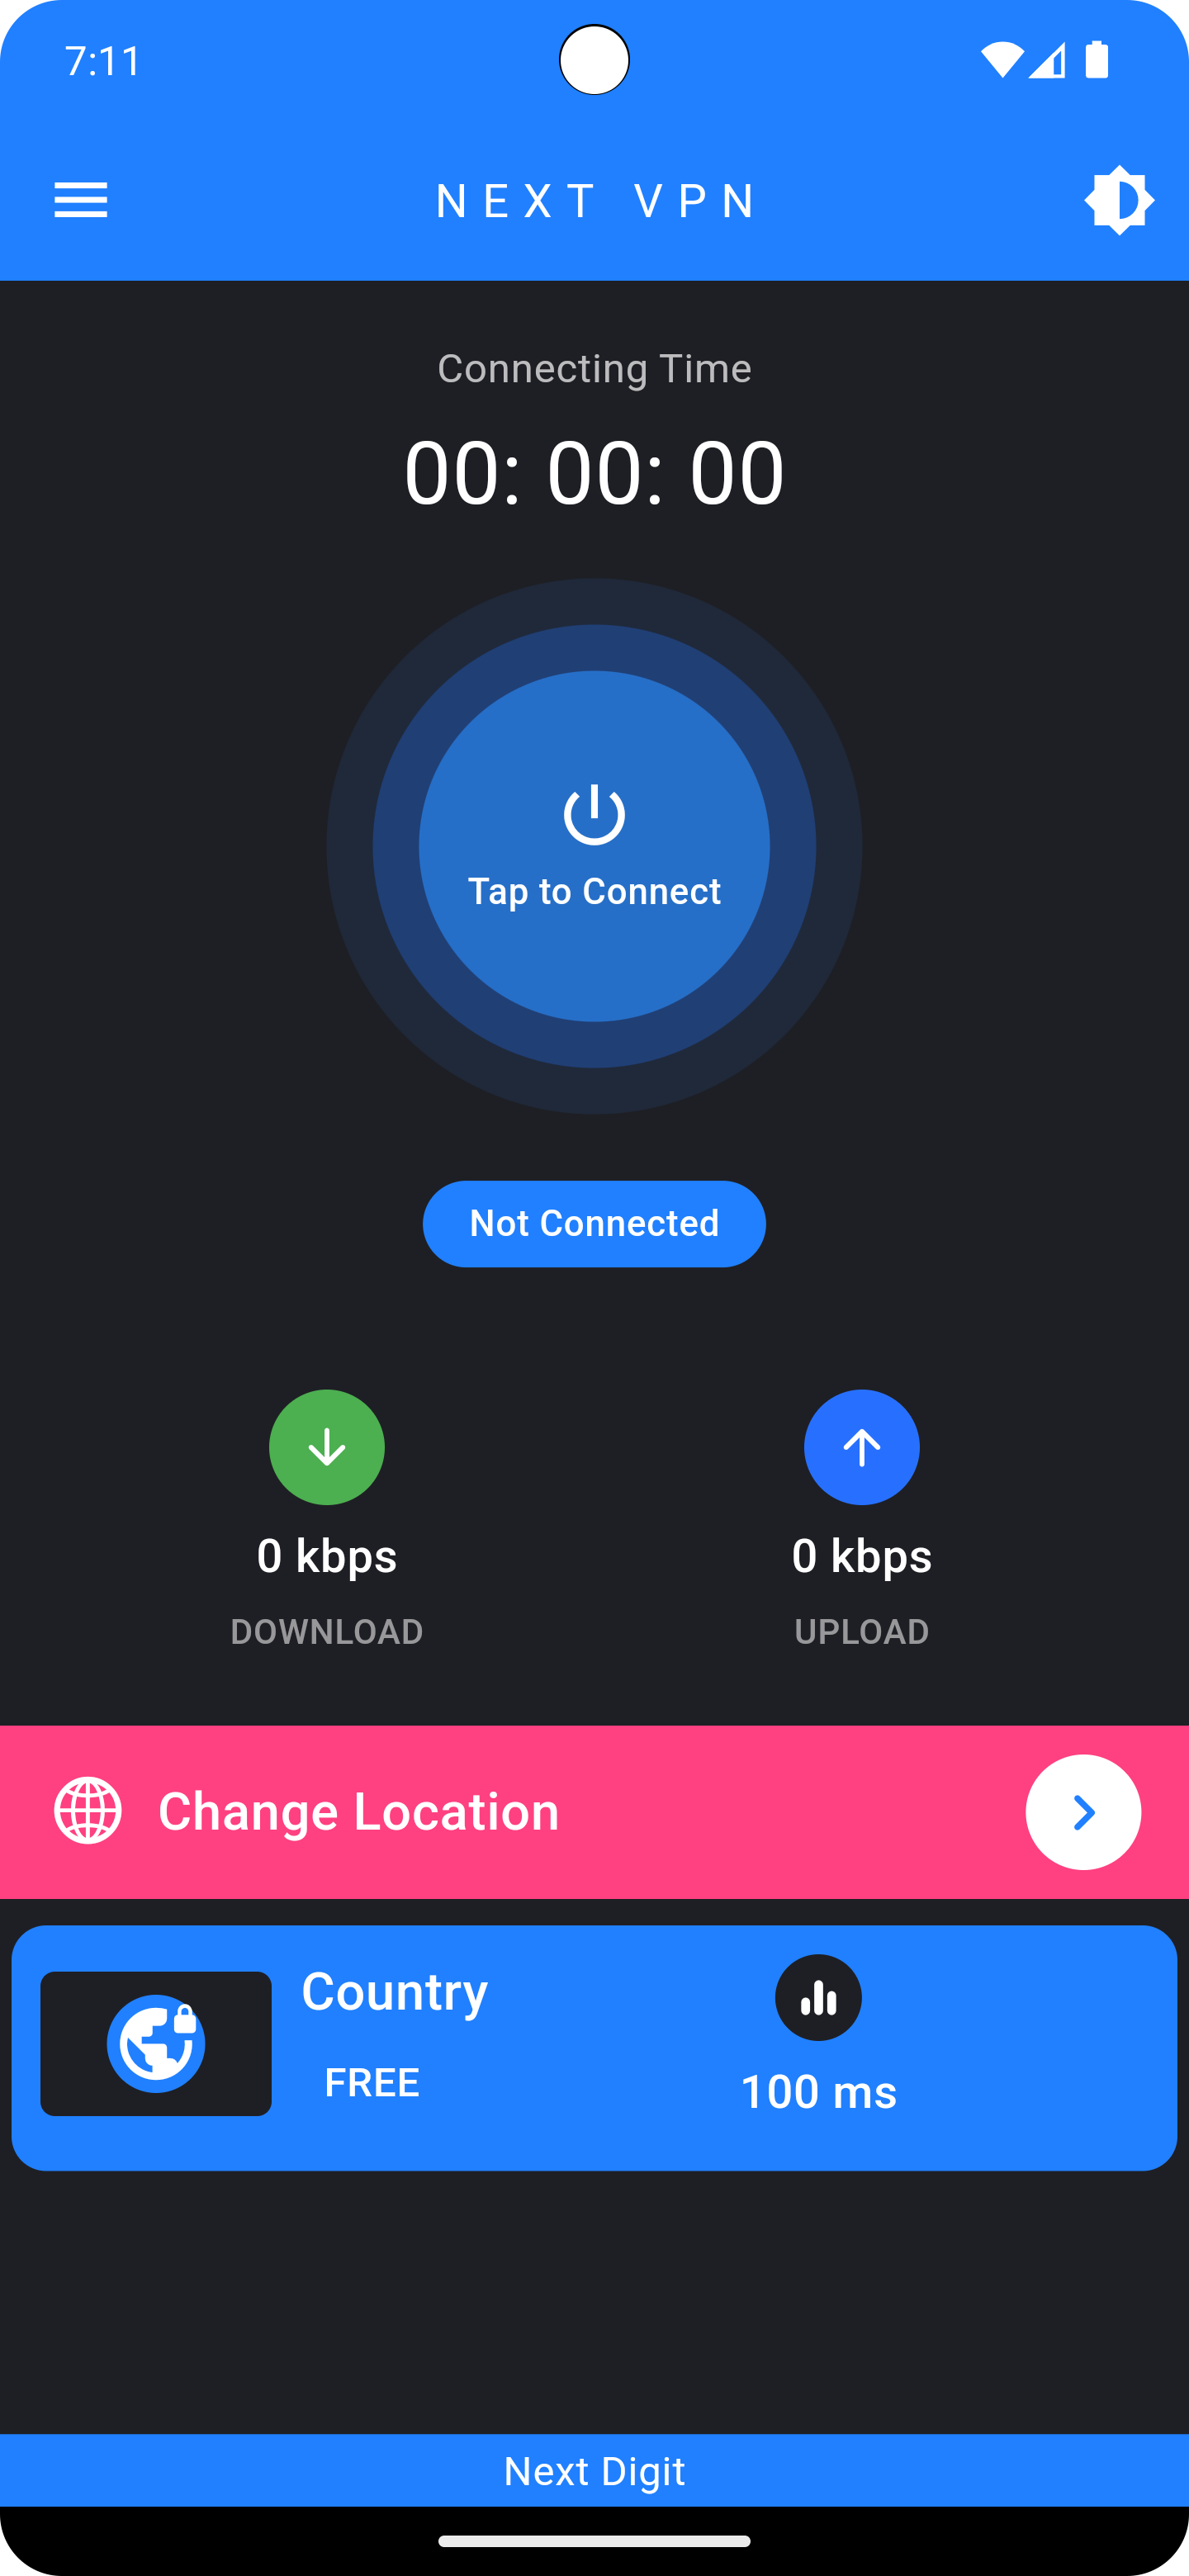 7:11
NEXT VPN
Connecting Time
00: 00: 00
Tap to Connect
Not Connected
0 kbps
0 kbps
DOWNLOAD
UPLOAD
Change Location
Country
FREE
100 ms
Next Digit